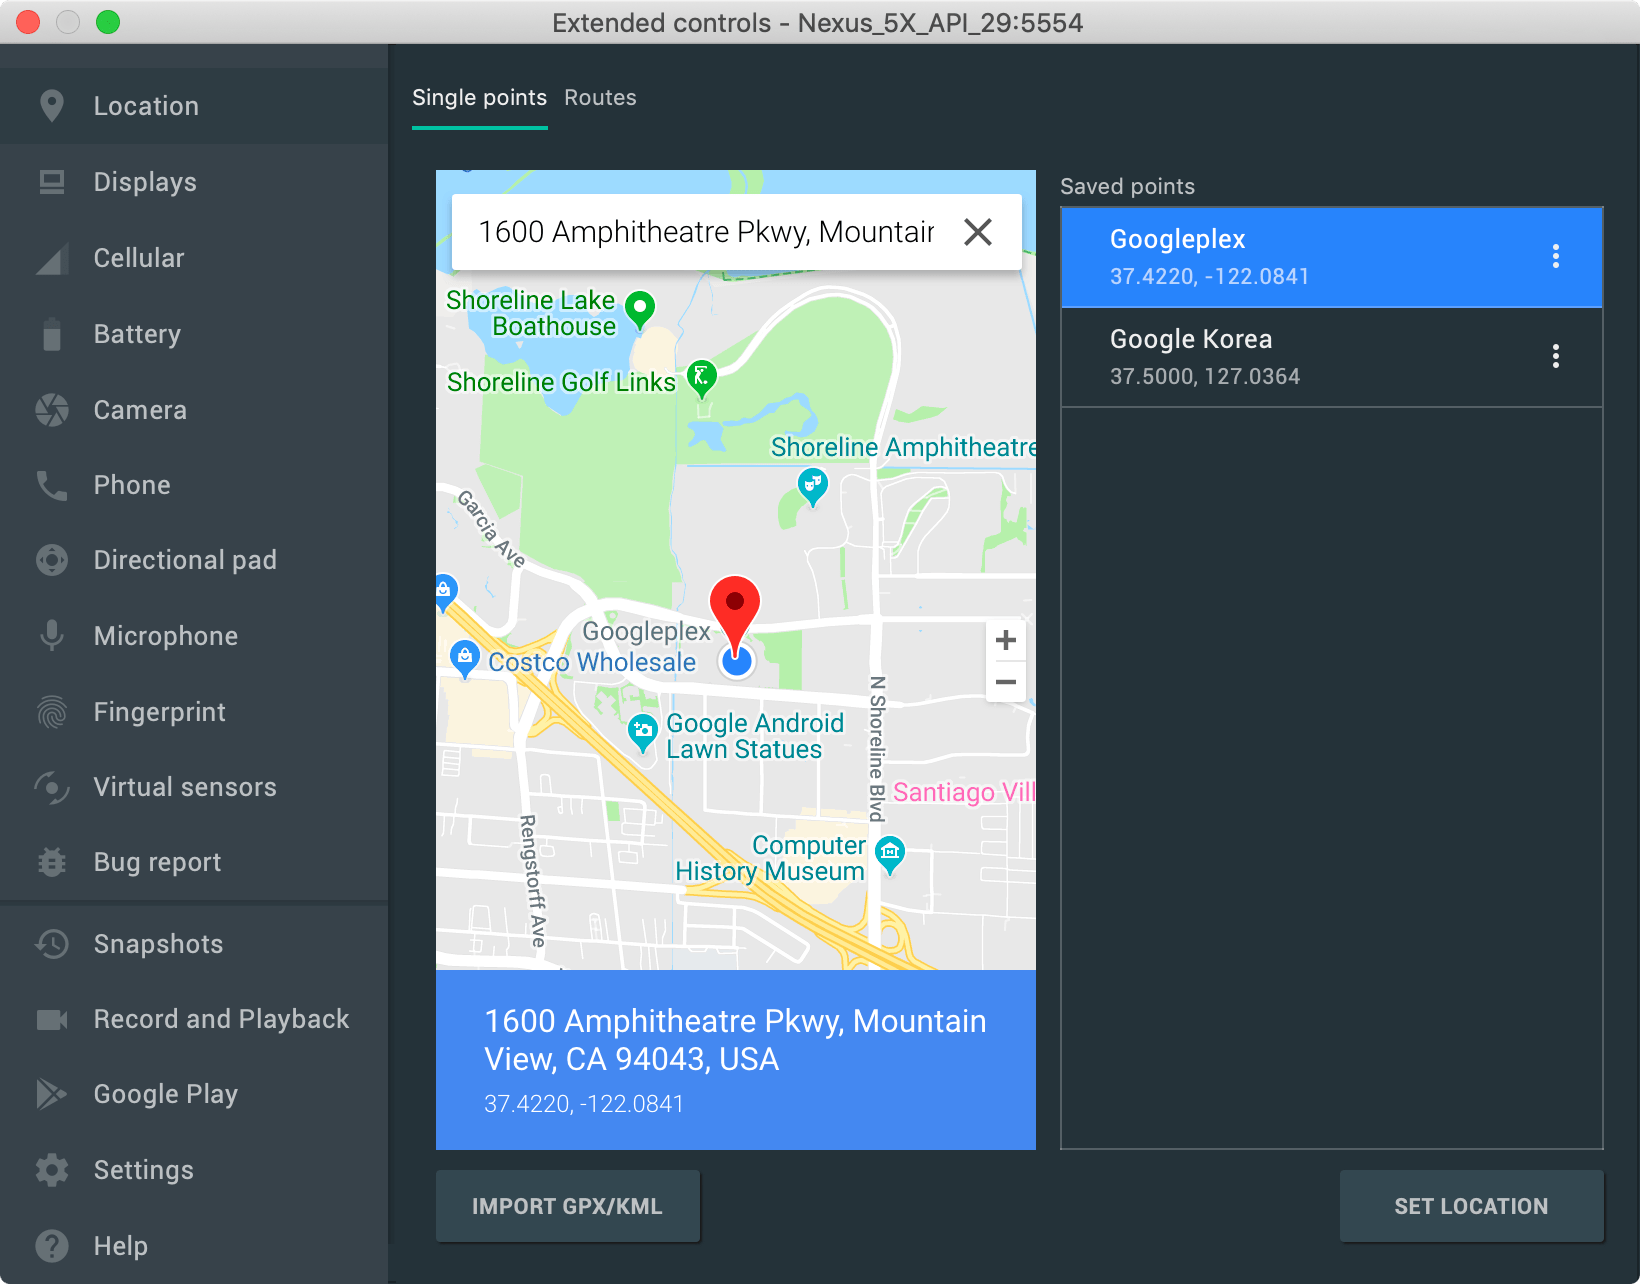 Extended controls - Nexus_5X_API_29:5554
Location
Displays
Cellular
Battery
Camera
Phone
Directional pad
Microphone
Fingerprint
Virtual sensors
Bug report
Snapshots
Record and Playback
Google Play
Settings
Help
Single points
Routes
1600 Amphitheatre Pkwy, Mountain
Shoreline Lake
Boathouse
Shoreline Golf Links
Shoreline Amphitheatre
Garcia Ave
Googleplex
Costco Wholesale
+
−
N Shoreline Blvd
Google Android
Lawn Statues
Santiago Vill
Rengstorff Ave
Computer
History Museum
1600 Amphitheatre Pkwy, Mountain
View, CA 94043, USA
37.4220, -122.0841
IMPORT GPX/KML
Saved points
Googleplex
37.4220, -122.0841
Google Korea
37.5000, 127.0364
SET LOCATION